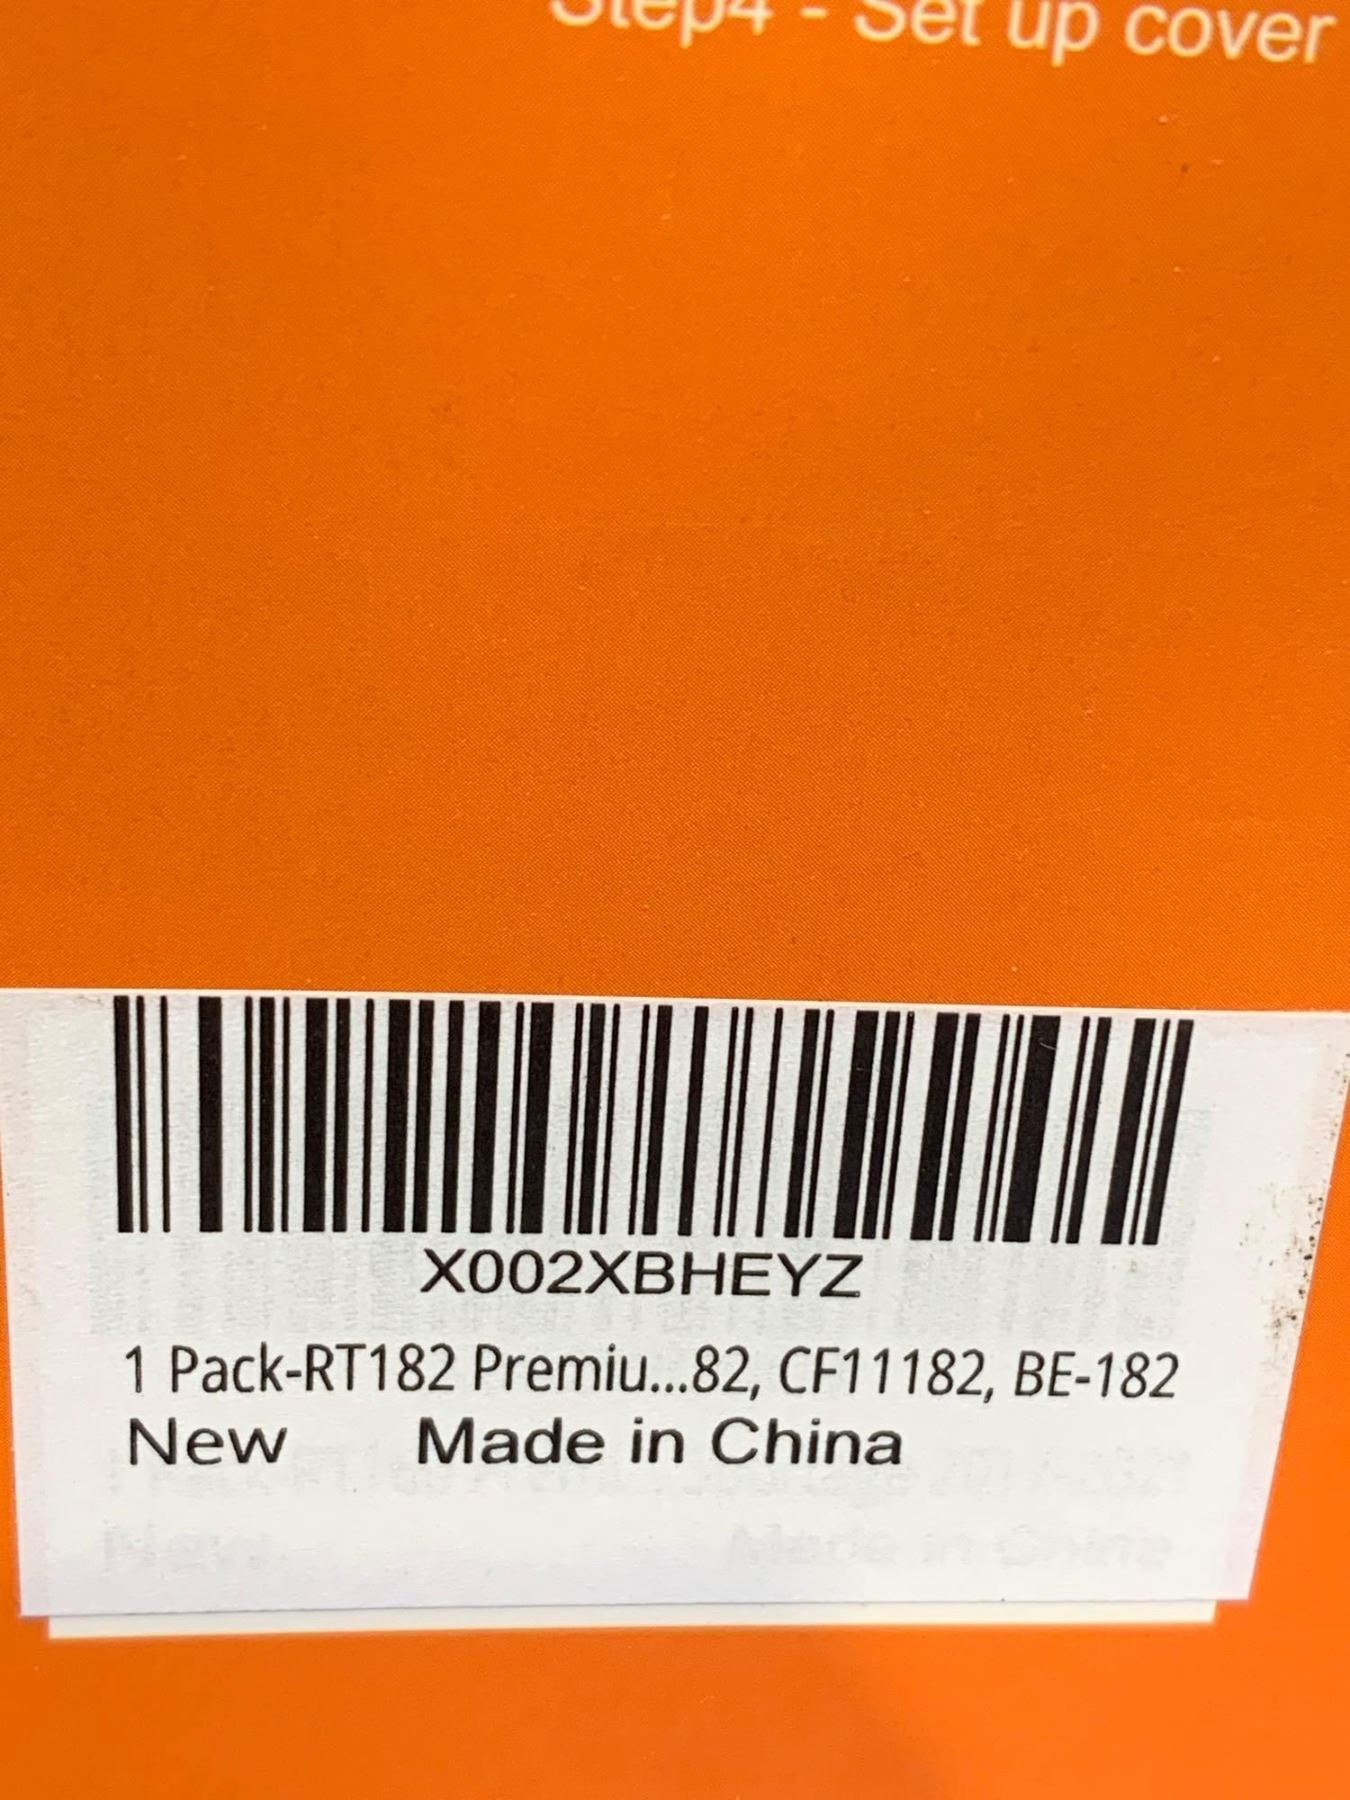 Step4 - Set up cover
X002XBHEYZ
1 Pack-RT182 Premiu...82, CF11182, BE-182
New Made in China